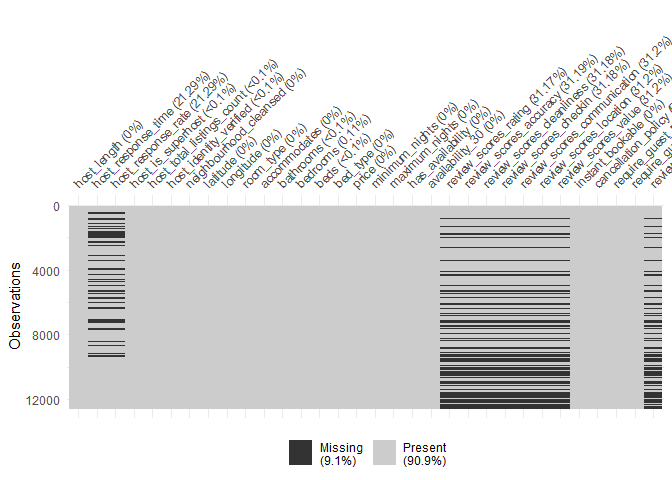 host_length (0%)
host_response_time (21.29%)
host_response_rate (21.29%)
host_is_superhost (<0.1%)
host_total_listings_count (<0.1%)
host_identity_verified (<0.1%)
neighbourhood_cleansed (0%)
latitude (0%)
longitude (0%)
room_type (0%)
accommodates (0%)
bathrooms (<0.1%)
bedrooms (0.11%)
beds (<0.1%)
bed_type (0%)
price (0%)
minimum_nights (0%)
maximum_nights (0%)
has_availability (0%)
availability_30 (0%)
review_scores_rating (31.17%)
review_scores_accuracy (31.19%)
review_scores_cleanliness (31.18%)
review_scores_checkin (31.18%)
review_scores_communication (31.2%)
review_scores_location (31.2%)
review_scores_value (31.2%)
instant_bookable (0%)
cancellation_policy
require_guest
require_
review
0
4000
8000
12000
Observations
Missing
(9.1%)
Present
(90.9%)